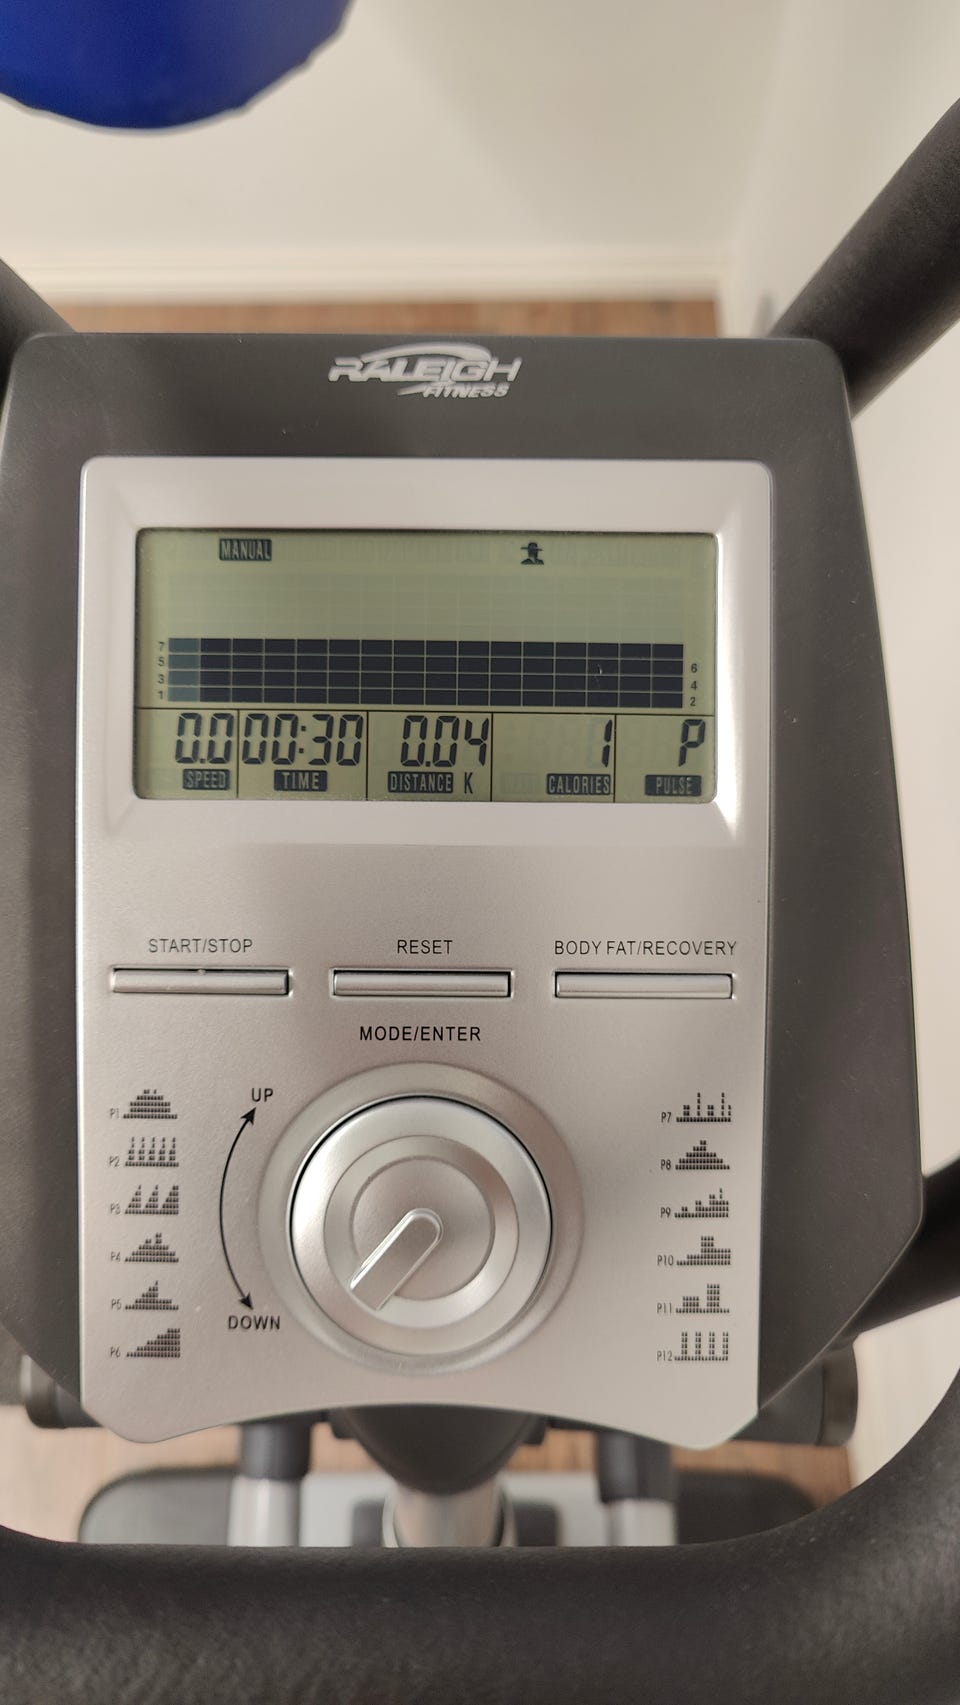 RALEIGH
FITNESS
MANUAL
7
5
3
1
6
4
2
0.0 00:30 0.04 1 P
SPEED TIME DISTANCE K CALORIES PULSE
START/STOP RESET BODY FAT/RECOVERY
MODE/ENTER
UP
DOWN
P1
P2
P3
P4
P5
P6
P7
P8
P9
P10
P11
P12